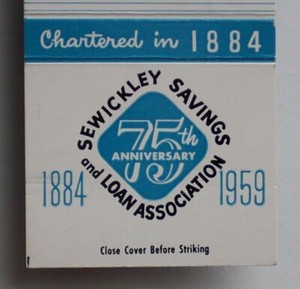 Chartered in 1884
SEWICKLEY SAVINGS
75th
ANNIVERSARY
and LOAN ASSOCIATION
1884 1959
Close Cover Before Striking